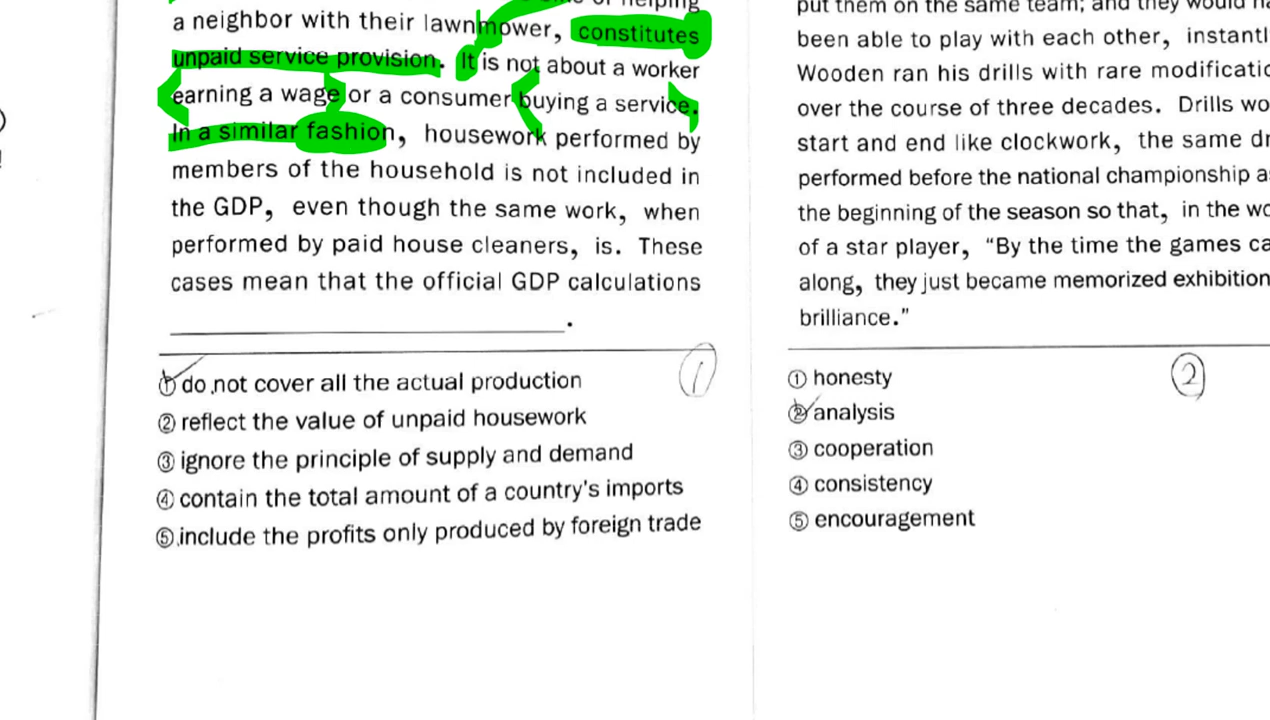 helping
a neighbor with their lawnmower, constitutes
unpaid service provision. It is not about a worker
earning a wage or a consumer buying a service.
In a similar fashion, housework performed by
members of the household is not included in
the GDP, even though the same work, when
performed by paid house cleaners, is. These
cases mean that the official GDP calculations
.
① do not cover all the actual production
② reflect the value of unpaid housework
③ ignore the principle of supply and demand
④ contain the total amount of a country's imports
⑤ include the profits only produced by foreign trade
①
put them on the same team; and they would
been able to play with each other, instantl
Wooden ran his drills with rare modificatic
over the course of three decades. Drills wo
start and end like clockwork, the same dr
performed before the national championship a
the beginning of the season so that, in the wo
of a star player, “By the time the games ca
along, they just became memorized exhibition
brilliance.”
① honesty
② analysis
③ cooperation
④ consistency
⑤ encouragement
②